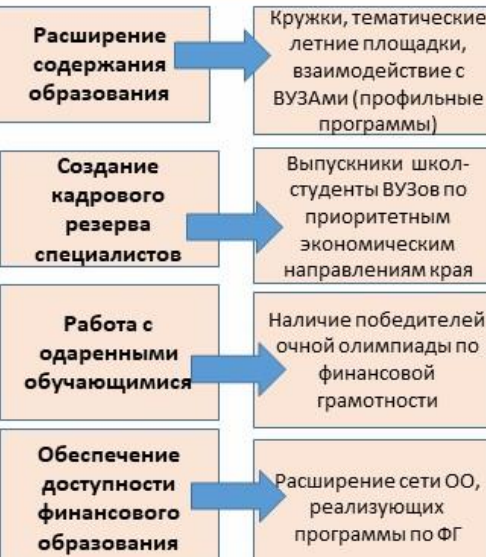 Расширение
содержания
образования
Кружки, тематические
летние площадки,
взаимодействие с
ВУЗАми (профильные
программы)
Создание
кадрового
резерва
специалистов
Выпускники школ-
студенты ВУЗов по
приоритетным
экономическим
направлениям края
Работа с
одаренными
обучающимися
Наличие победителей
очной олимпиады по
финансовой
грамотности
Обеспечение
доступности
финансового
образования
Расширение сети ОО,
реализующих
программы по ФГ